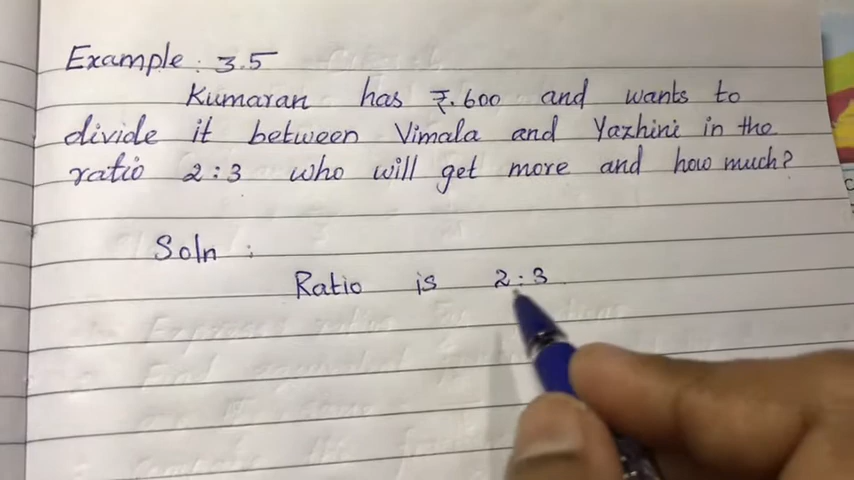 Example : 3.5
Kumaran has ₹.600 and wants to
divide it between Vimala and Yazhini in the
ratio 2:3 who will get more and how much?
Soln :
Ratio is 2:3